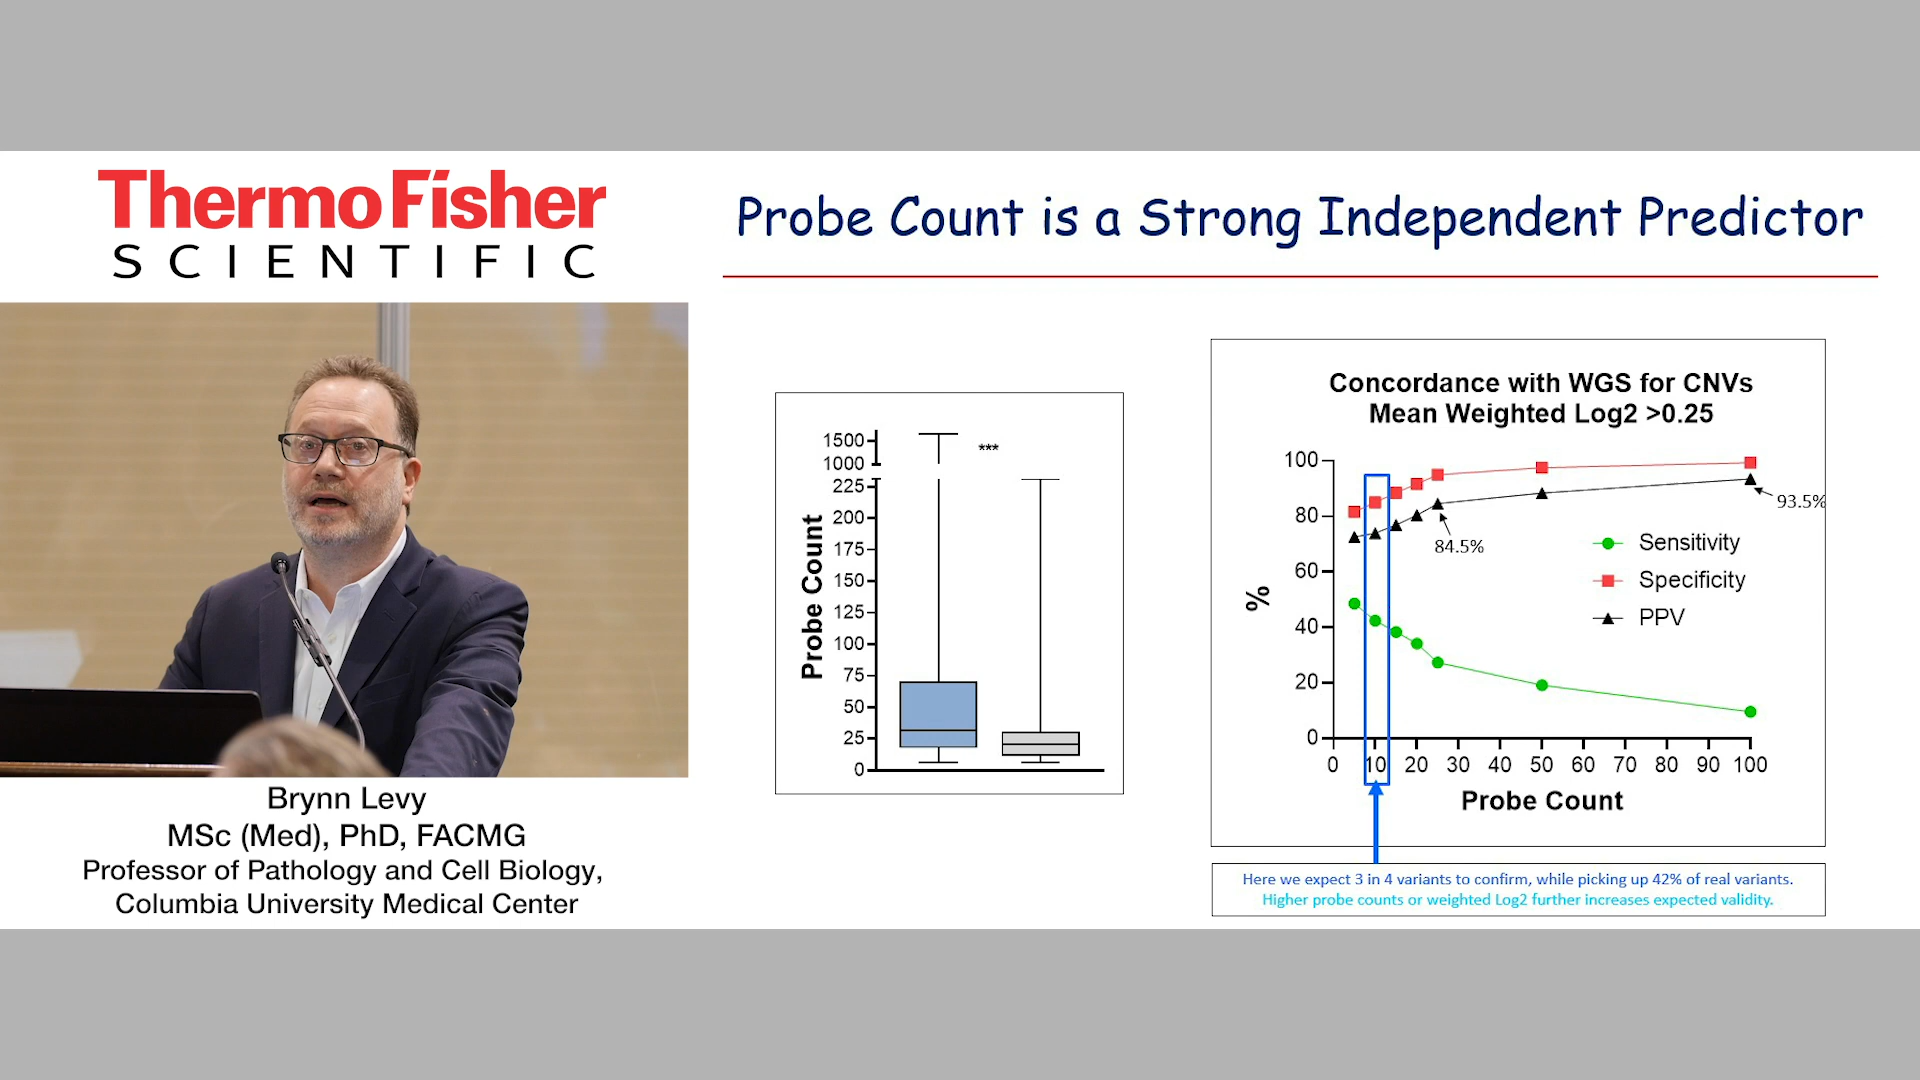 ThermoFisher
SCIENTIFIC
Brynn Levy
MSc (Med), PhD, FACMG
Professor of Pathology and Cell Biology,
Columbia University Medical Center
Probe Count is a Strong Independent Predictor
Probe Count
1500
1000
225
200
175
150
125
100
75
50
25
0
***
Concordance with WGS for CNVs
Mean Weighted Log2 >0.25
%
100
80
60
40
20
0
93.5%
84.5%
Sensitivity
Specificity
PPV
0 10 20 30 40 50 60 70 80 90 100
Probe Count
Here we expect 3 in 4 variants to confirm, while picking up 42% of real variants.
Higher probe counts or weighted Log2 further increases expected validity.